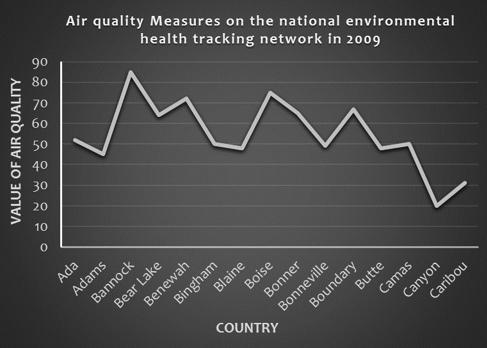 Air quality Measures on the national environmental
health tracking network in 2009
VALUE OF AIR QUALITY
90
80
70
60
50
40
30
20
10
0
Ada
Adams
Bannock
Bear Lake
Benewah
Bingham
Blaine
Boise
Bonner
Bonneville
Boundary
Butte
Camas
Canyon
Caribou
COUNTRY